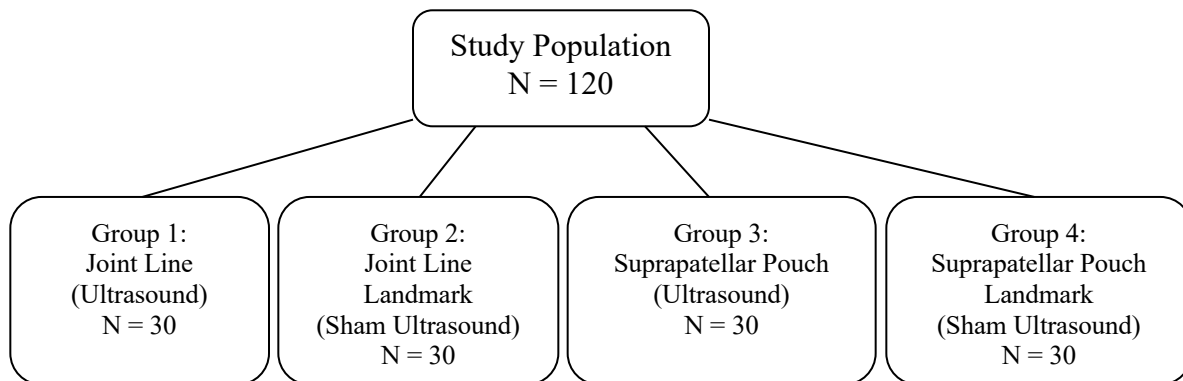 Study Population
N = 120
Group 1:
Joint Line
(Ultrasound)
N = 30
Group 2:
Joint Line
Landmark
(Sham Ultrasound)
N = 30
Group 3:
Suprapatellar Pouch
(Ultrasound)
N = 30
Group 4:
Suprapatellar Pouch
Landmark
(Sham Ultrasound)
N = 30